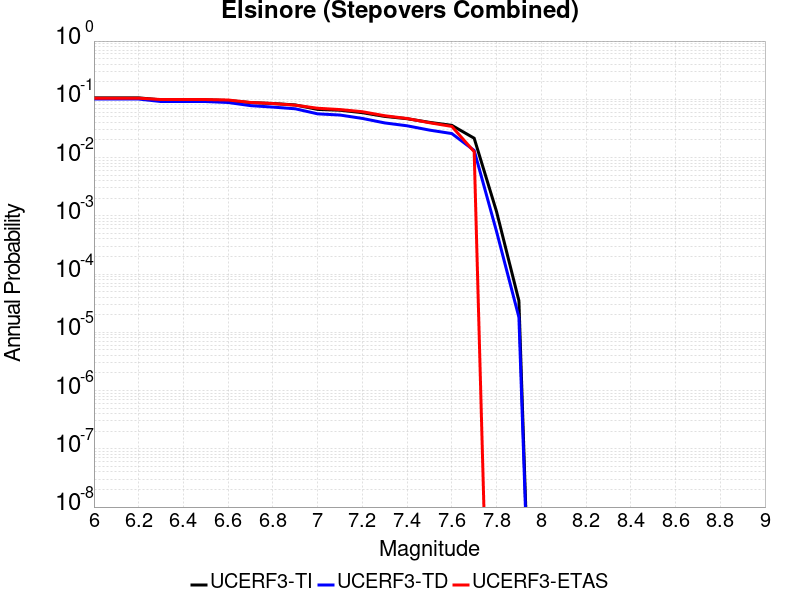 Elsinore (Stepovers Combined)
10^0
10^-1
10^-2
10^-3
10^-4
10^-5
10^-6
10^-7
10^-8
Annual Probability
6 6.2 6.4 6.6 6.8 7 7.2 7.4 7.6 7.8 8 8.2 8.4 8.6 8.8 9
Magnitude
UCERF3-TI UCERF3-TD UCERF3-ETAS